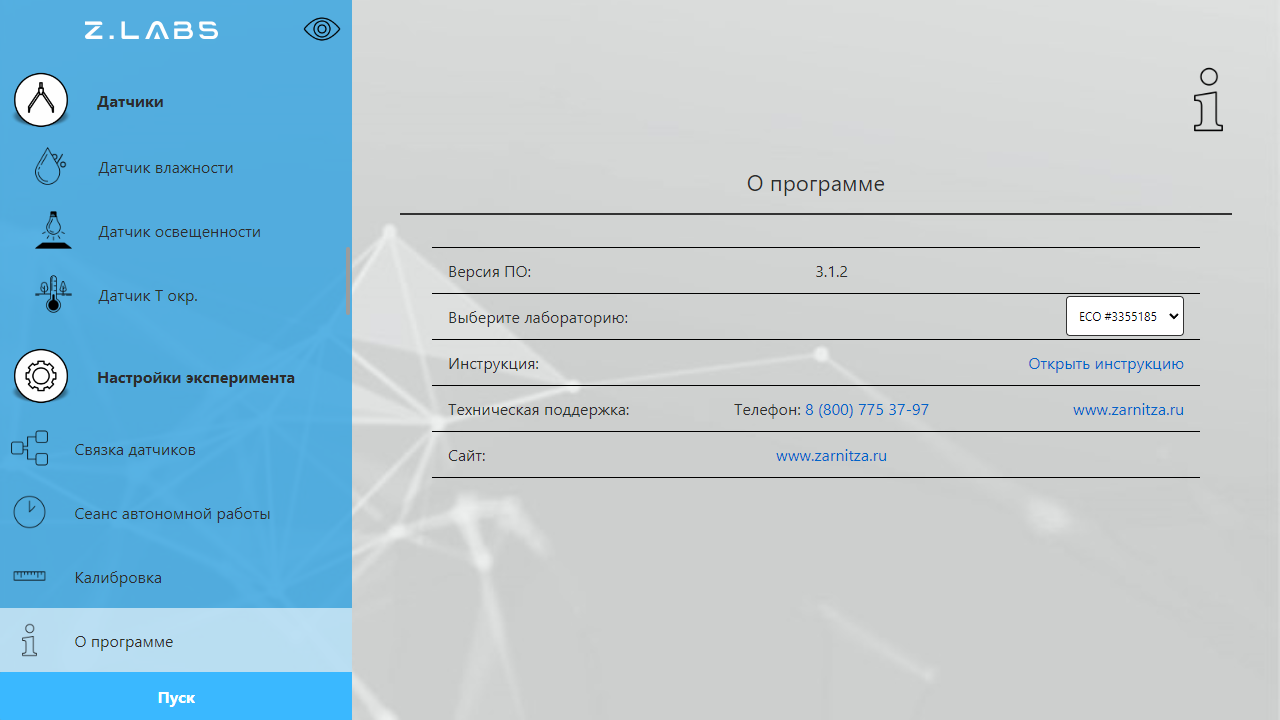 Z.LABS
Датчики
Датчик влажности
Датчик освещенности
Датчик Т окр.
Настройки эксперимента
Связка датчиков
Сеанс автономной работы
Калибровка
О программе
Пуск
О программе
Версия ПО: 3.1.2
Выберите лабораторию: ECO #3355185
Инструкция: Открыть инструкцию
Техническая поддержка: Телефон: 8 (800) 775 37-97 www.zarnitza.ru
Сайт: www.zarnitza.ru